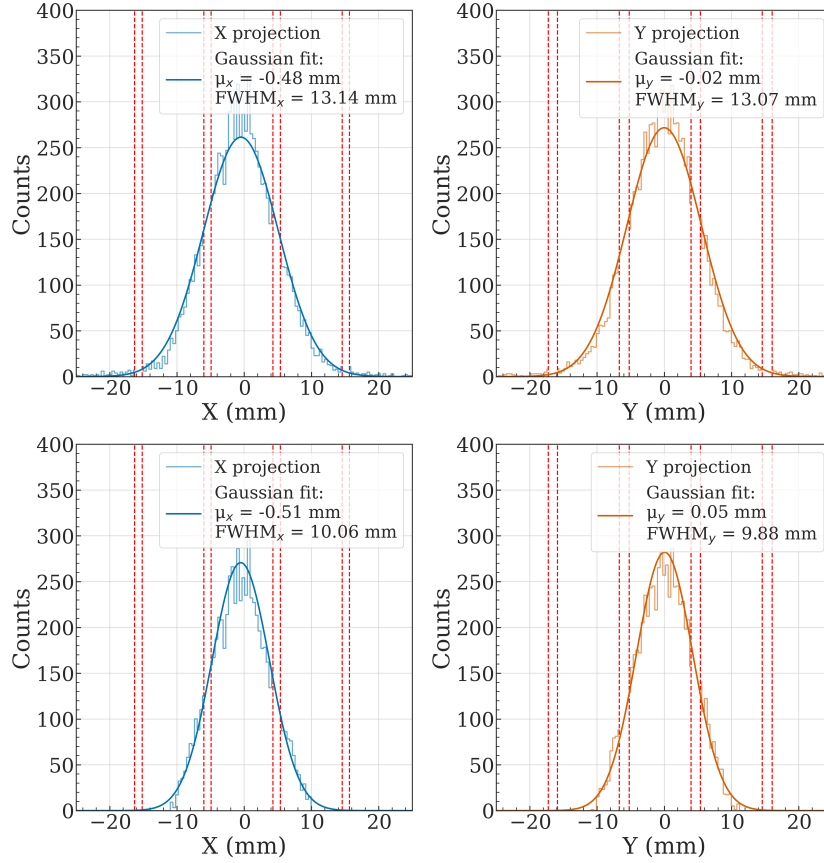 400
350
300
250
200
150
100
50
0
Counts
X projection
Gaussian fit:
μx = -0.48 mm
FWHMx = 13.14 mm
−20 −10 0 10 20
X (mm)
400
350
300
250
200
150
100
50
0
Counts
Y projection
Gaussian fit:
μy = -0.02 mm
FWHMy = 13.07 mm
−20 −10 0 10 20
Y (mm)
400
350
300
250
200
150
100
50
0
Counts
X projection
Gaussian fit:
μx = -0.51 mm
FWHMx = 10.06 mm
−20 −10 0 10 20
X (mm)
400
350
300
250
200
150
100
50
0
Counts
Y projection
Gaussian fit:
μy = 0.05 mm
FWHMy = 9.88 mm
−20 −10 0 10 20
Y (mm)